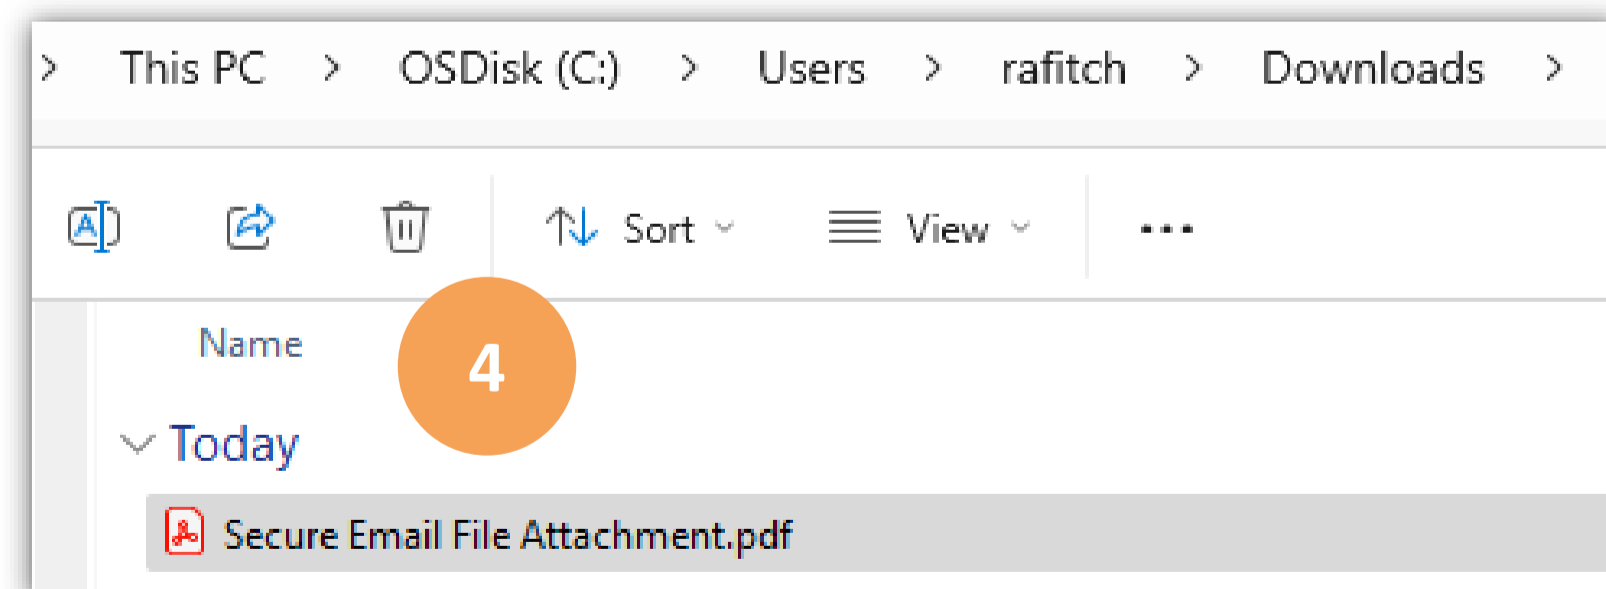 > This PC > OSDisk (C:) > Users > rafitch > Downloads >
A Sort View ...
Name
4
Today
Secure Email File Attachment.pdf